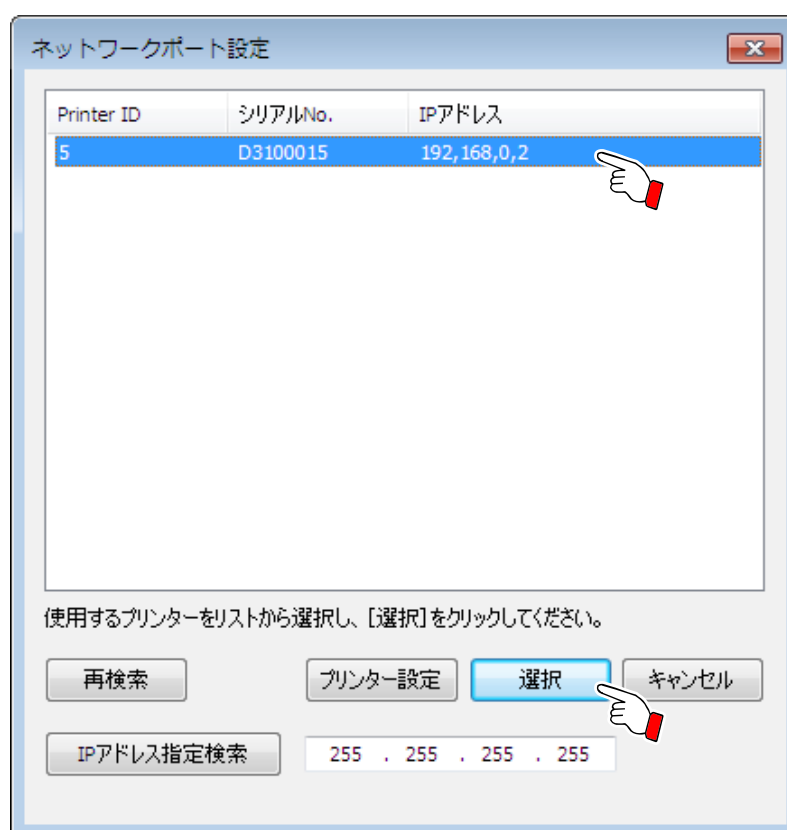 ネットワークポート設定
Printer ID シリアルNo. IPアドレス
5 D3100015 192,168,0,2
使用するプリンターをリストから選択し、[選択]をクリックしてください。
再検索 プリンター設定 選択 キャンセル
IPアドレス指定検索 255 . 255 . 255 . 255